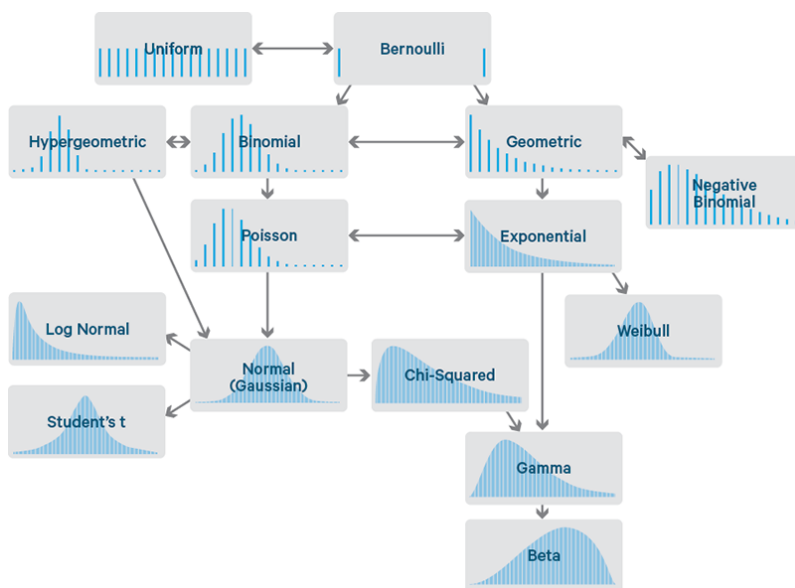 Uniform
Bernoulli
Hypergeometric
Binomial
Geometric
Negative
Binomial
Poisson
Exponential
Log Normal
Weibull
Normal
(Gaussian)
Chi-Squared
Student's t
Gamma
Beta